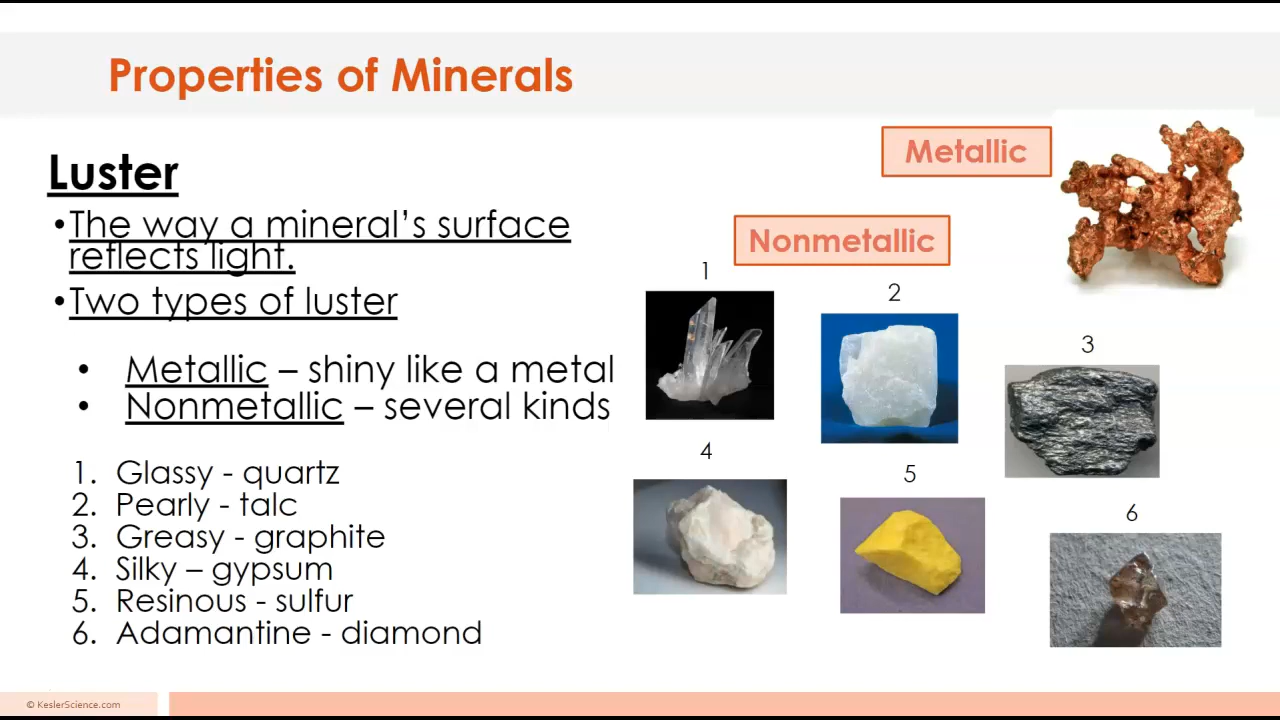 Properties of Minerals
Luster
•The way a mineral’s surface
reflects light.
•Two types of luster
• Metallic – shiny like a metal
• Nonmetallic – several kinds
1. Glassy - quartz
2. Pearly - talc
3. Greasy - graphite
4. Silky – gypsum
5. Resinous - sulfur
6. Adamantine - diamond
Metallic
Nonmetallic
1
2
3
4
5
6
© KeslerScience.com